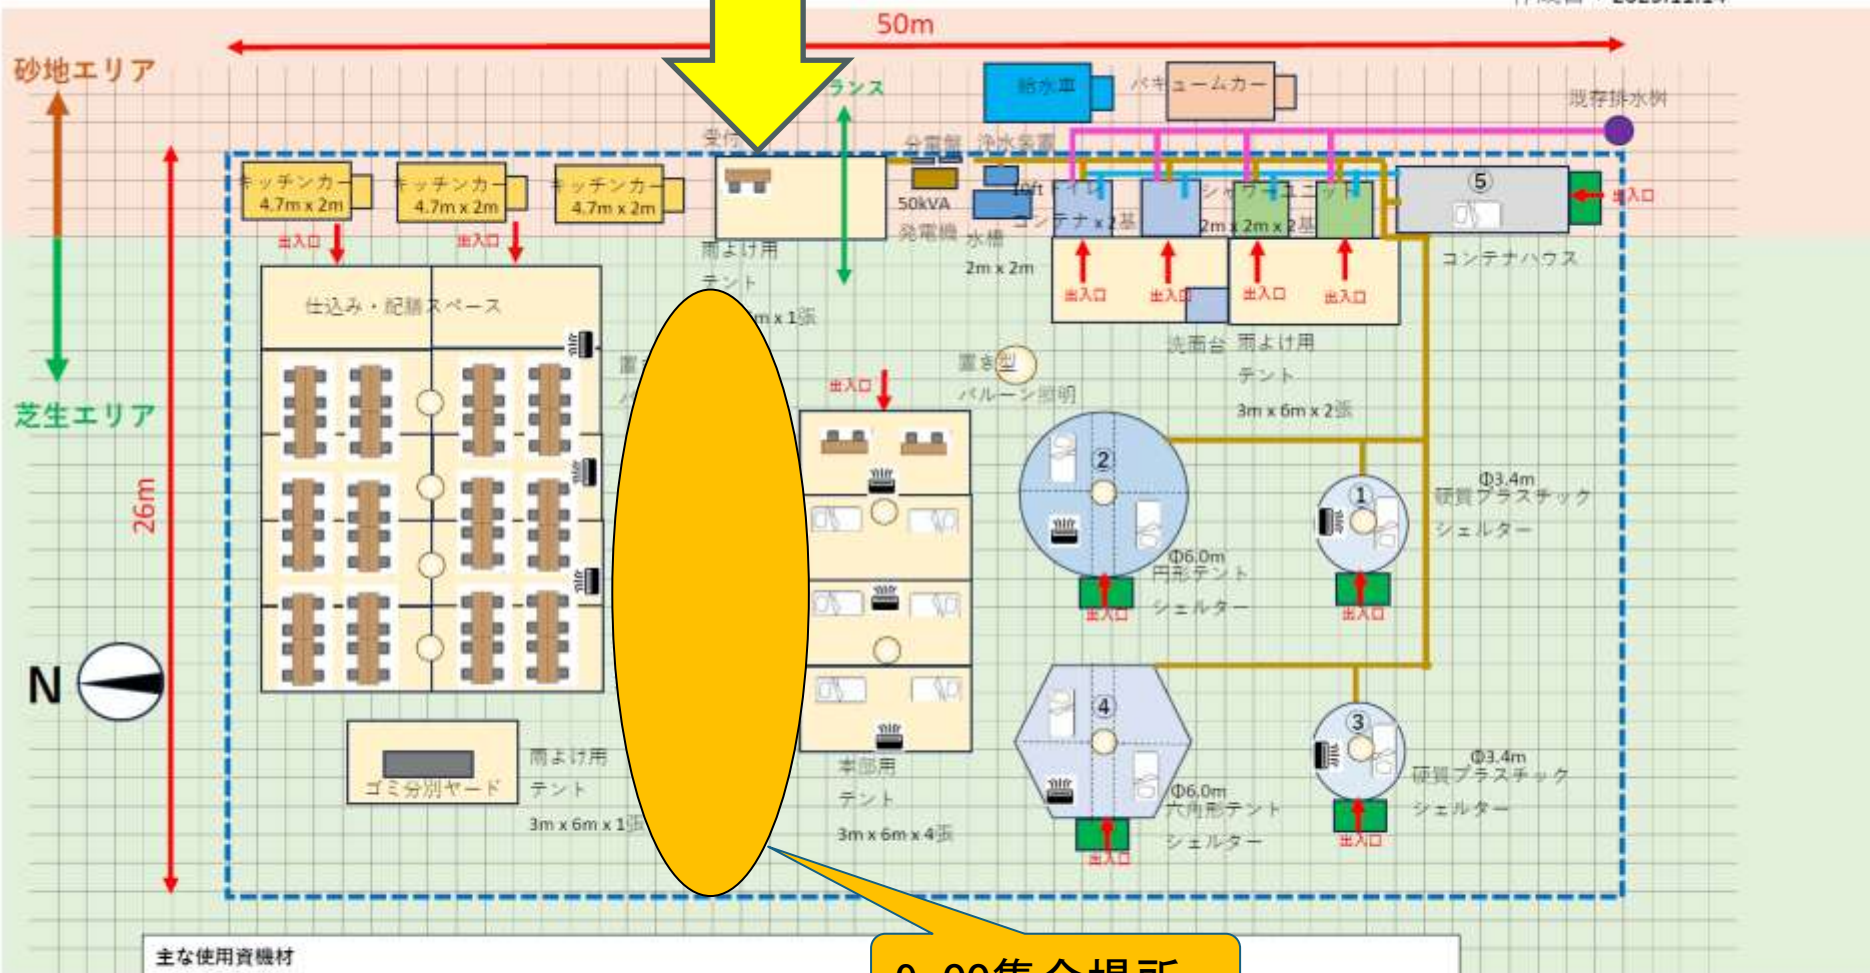 50m
砂地エリア
ランス
給水車
バキュームカー
既存排水桝
受付
分電盤
浄水装置
キッチンカー
4.7m x 2m
キッチンカー
4.7m x 2m
キッチンカー
4.7m x 2m
50kVA
発電機
水槽
2m x 2m
10ftトイレ
コンテナ x 2基
シャワーユニット
2m x 2m x 2基
⑤
出入口
コンテナハウス
出入口
出入口
雨よけ用
テント
m x 1張
出入口
出入口
出入口
出入口
仕込み・配膳スペース
洗面台
雨よけ用
テント
3m x 6m x 2張
置き型
バルーン照明
出入口
芝生エリア
26m
②
Φ6.0m
円形テント
シェルター
出入口
①
Φ3.4m
硬質プラスチック
シェルター
出入口
N
④
Φ6.0m
六角形テント
シェルター
出入口
③
Φ3.4m
硬質プラスチック
シェルター
出入口
ゴミ分別ヤード
雨よけ用
テント
3m x 6m x 1張
本部用
テント
3m x 6m x 4張
主な使用資機材
集合場所